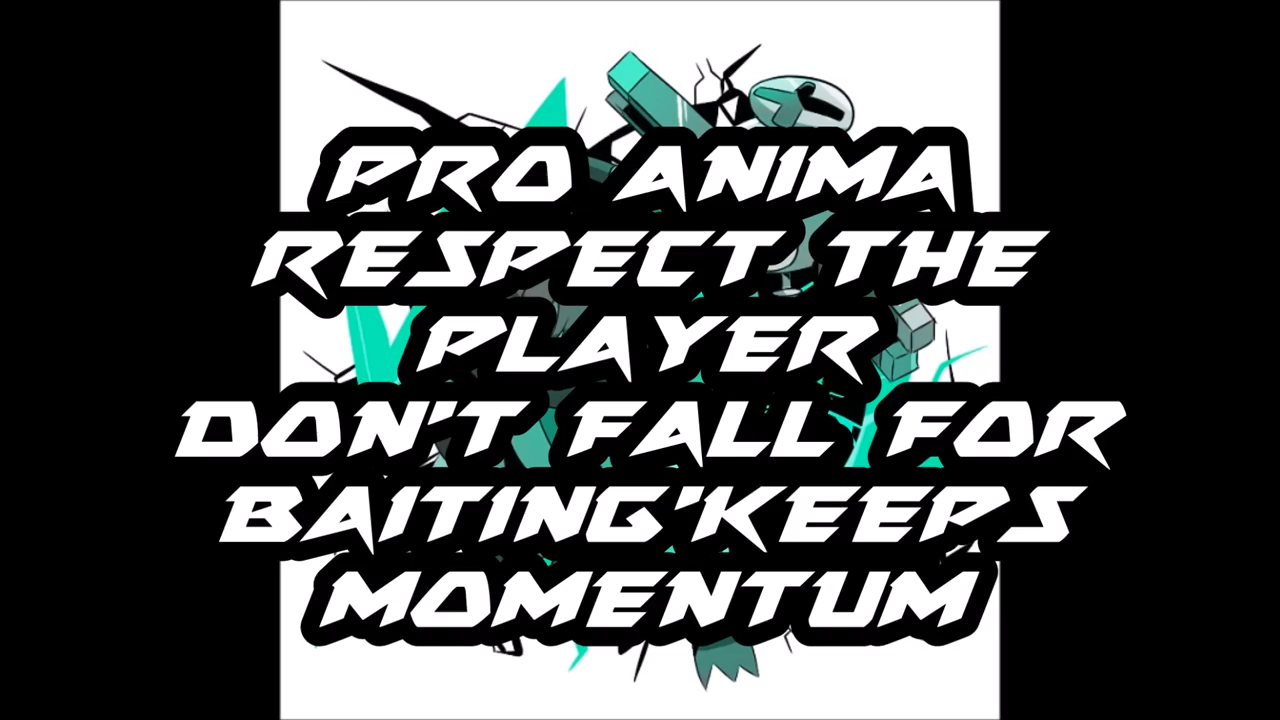 PRO ANIMA
RESPECT THE
PLAYER
DON'T FALL FOR
BAITING'KEEPS
MOMENTUM